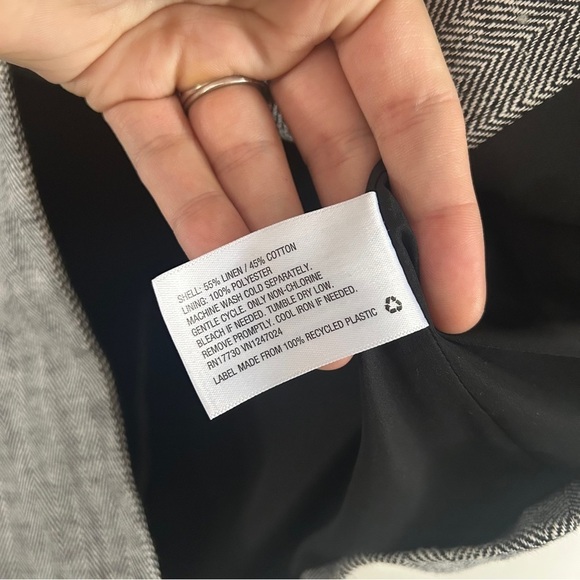 SHELL: 55% LINEN / 45% COTTON
LINING: 100% POLYESTER
MACHINE WASH COLD SEPARATELY.
GENTLE CYCLE. ONLY NON-CHLORINE
BLEACH IF NEEDED. TUMBLE DRY LOW.
REMOVE PROMPTLY. COOL IRON IF NEEDED.
RN17730 VN1247024
LABEL MADE FROM 100% RECYCLED PLASTIC